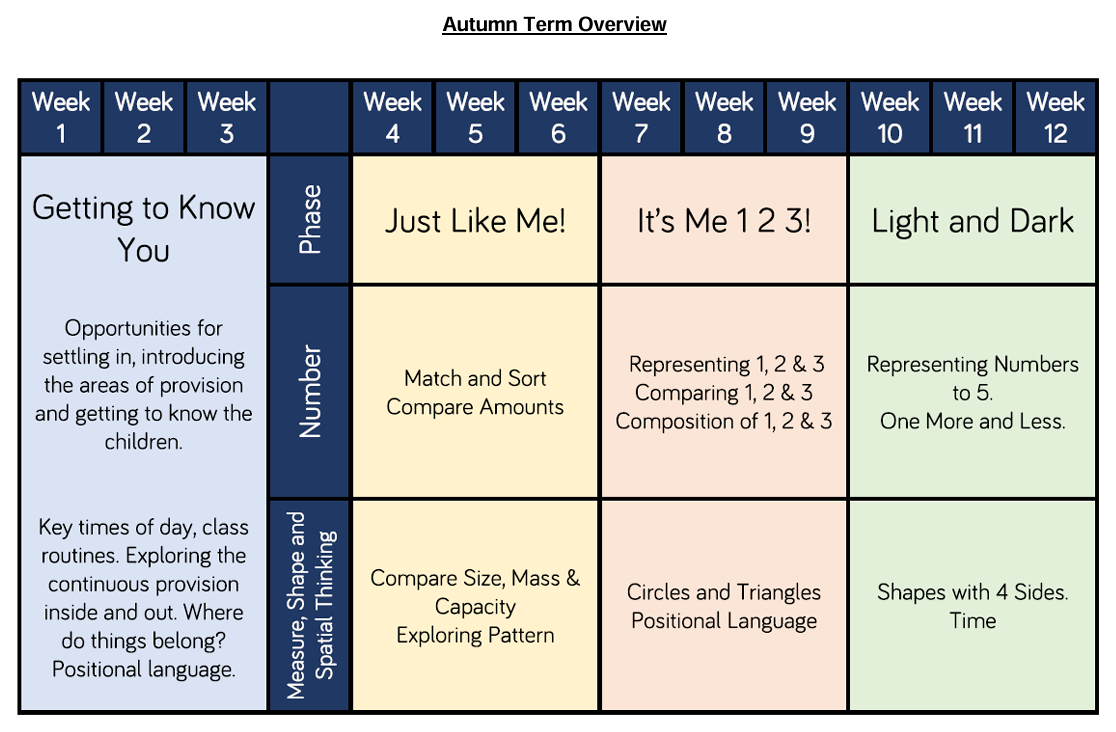 Autumn Term Overview
Week 1
Week 2
Week 3
Week 4
Week 5
Week 6
Week 7
Week 8
Week 9
Week 10
Week 11
Week 12
Getting to Know
You
Opportunities for
settling in, introducing
the areas of provision
and getting to know the
children.
Key times of day, class
routines. Exploring the
continuous provision
inside and out. Where
do things belong?
Positional language.
Phase
Just Like Me!
It's Me 1 2 3!
Light and Dark
Number
Match and Sort
Compare Amounts
Representing 1, 2 & 3
Comparing 1, 2 & 3
Composition of 1, 2 & 3
Representing Numbers
to 5.
One More and Less.
Measure, Shape and
Spatial Thinking
Compare Size, Mass &
Capacity
Exploring Pattern
Circles and Triangles
Positional Language
Shapes with 4 Sides.
Time